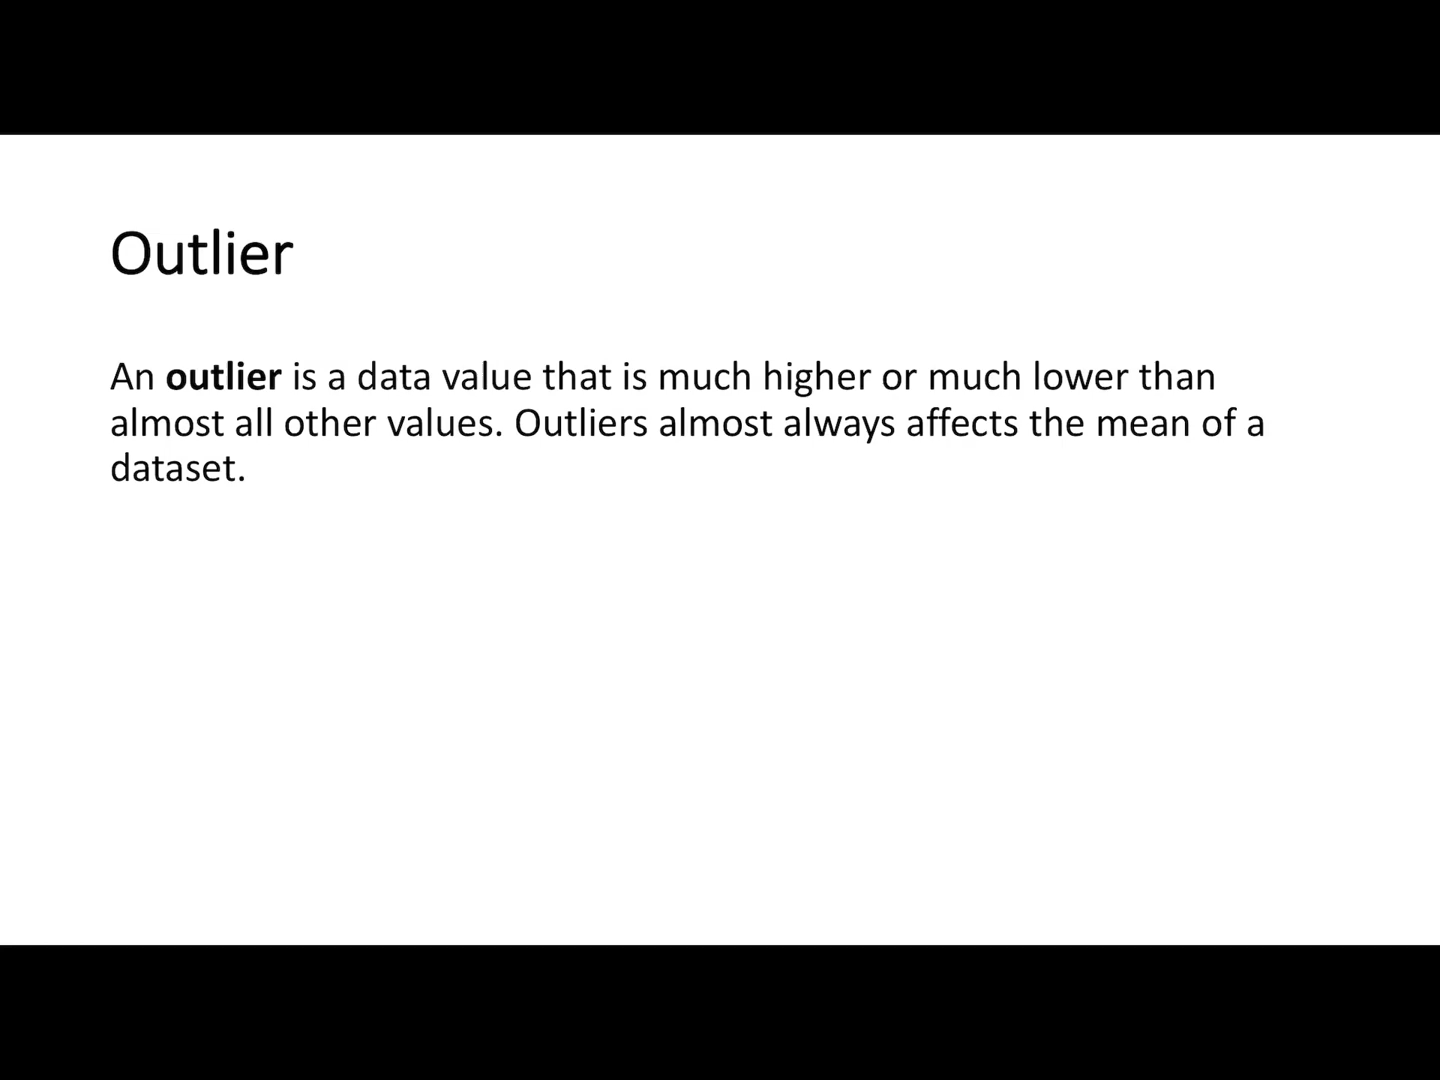 Outlier
An outlier is a data value that is much higher or much lower than
almost all other values. Outliers almost always affects the mean of a
dataset.